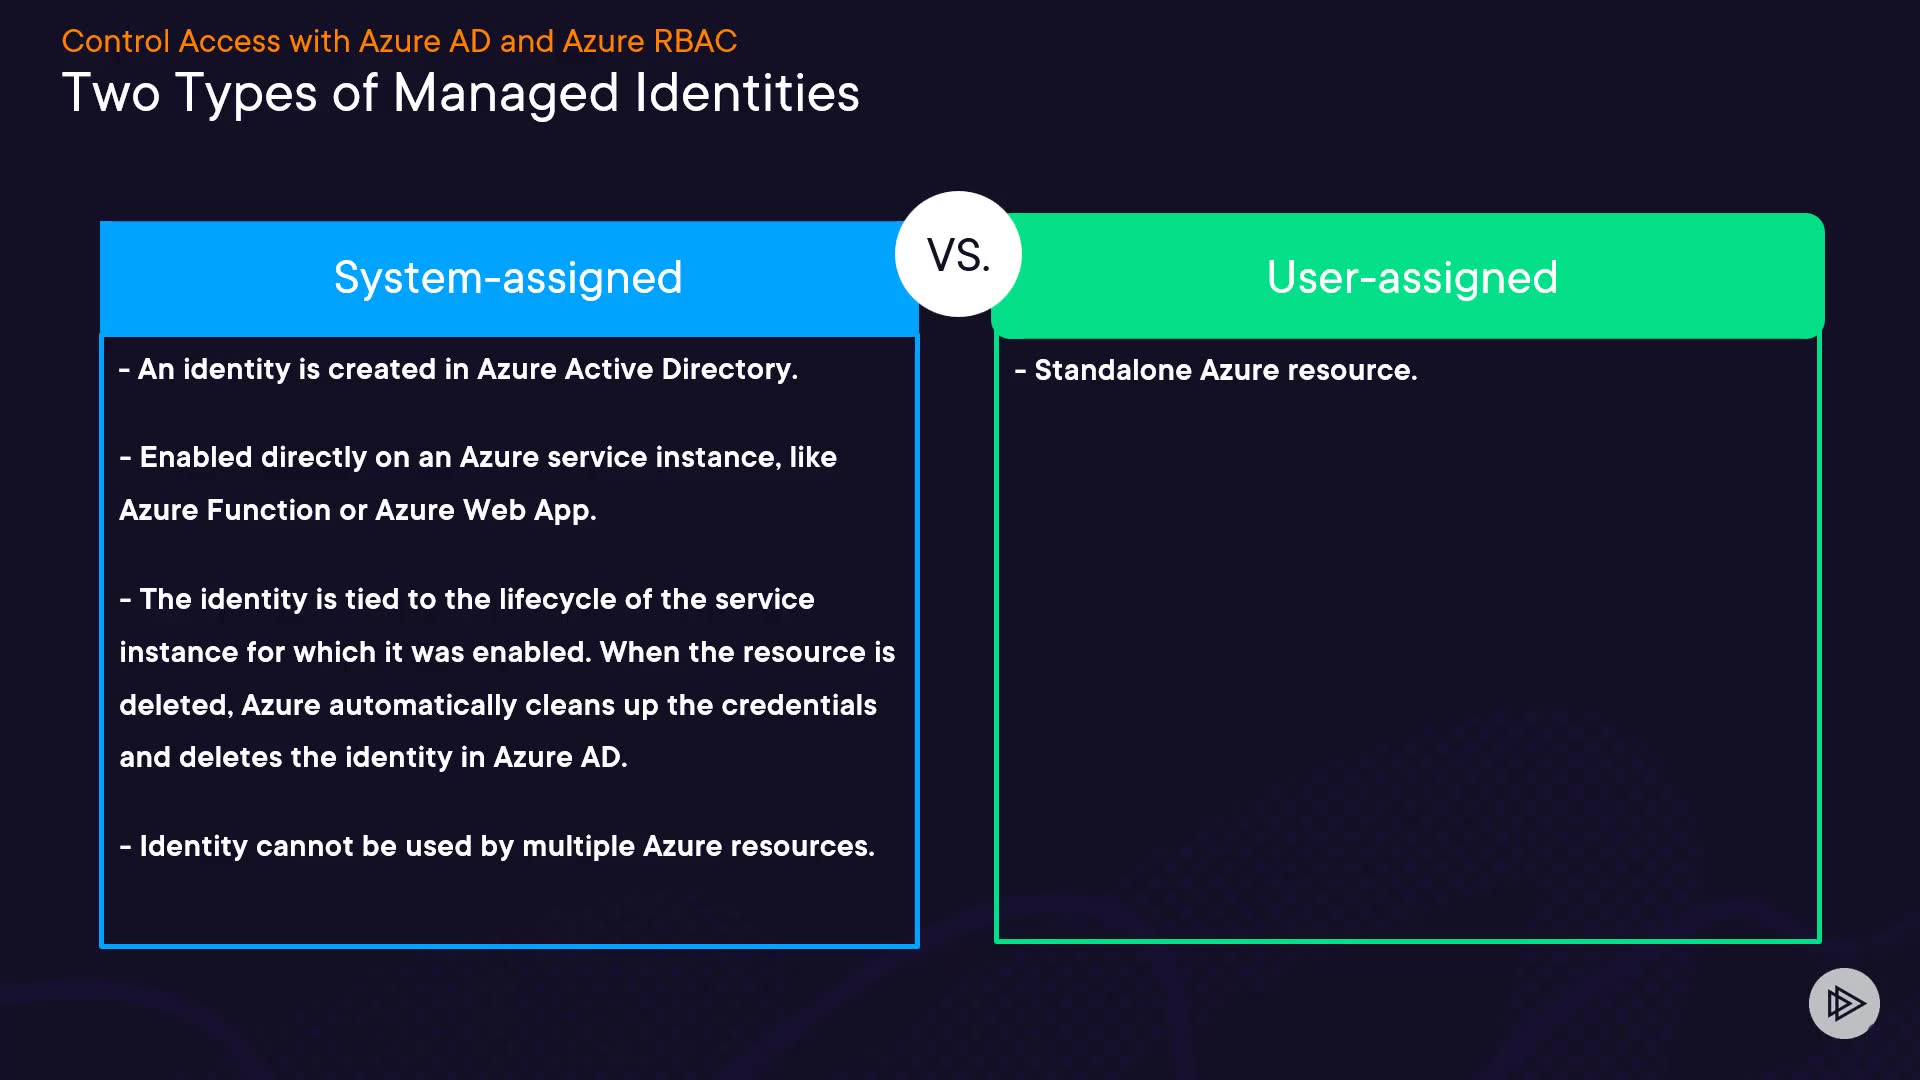 Control Access with Azure AD and Azure RBAC
Two Types of Managed Identities
System-assigned
VS.
User-assigned
- An identity is created in Azure Active Directory.
- Enabled directly on an Azure service instance, like
Azure Function or Azure Web App.
- The identity is tied to the lifecycle of the service
instance for which it was enabled. When the resource is
deleted, Azure automatically cleans up the credentials
and deletes the identity in Azure AD.
- Identity cannot be used by multiple Azure resources.
- Standalone Azure resource.